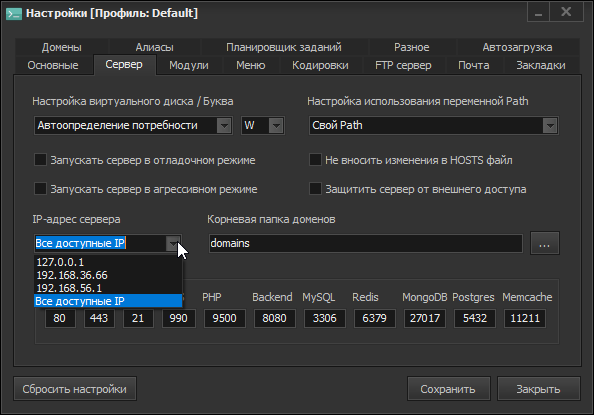 Настройки [Профиль: Default]
Домены Алиасы Планировщик заданий Разное Автозагрузка
Основные Сервер Модули Меню Кодировки FTP сервер Почта Закладки
Настройка виртуального диска / Буква Настройка использования переменной Path
Автоопределение потребности W Свой Path
Запускать сервер в отладочном режиме Не вносить изменения в HOSTS файл
Запускать сервер в агрессивном режиме Защитить сервер от внешнего доступа
IP-адрес сервера Корневая папка доменов
Все доступные IP domains ...
127.0.0.1
192.168.36.66
192.168.56.1
Все доступные IP
PHP Backend MySQL Redis MongoDB Postgres Memcache
80 443 21 990 9500 8080 3306 6379 27017 5432 11211
Сбросить настройки Сохранить Закрыть